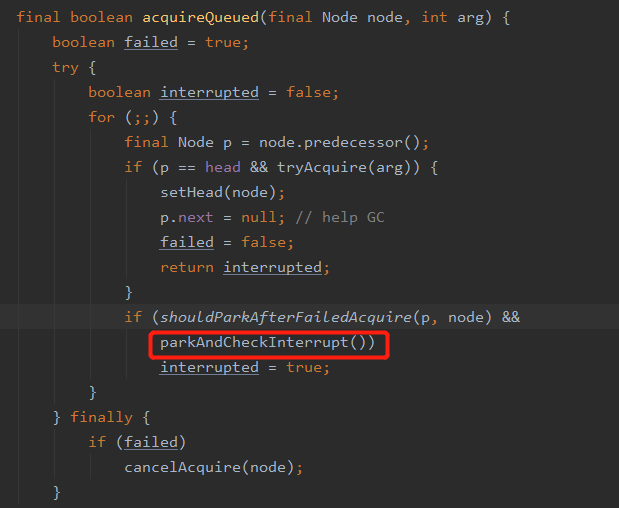 final boolean acquireQueued(final Node node, int arg) {
    boolean failed = true;
    try {
        boolean interrupted = false;
        for (;;) {
            final Node p = node.predecessor();
            if (p == head && tryAcquire(arg)) {
                setHead(node);
                p.next = null; // help GC
                failed = false;
                return interrupted;
            }
            if (shouldParkAfterFailedAcquire(p, node) &&
                parkAndCheckInterrupt())
                interrupted = true;
        }
    } finally {
        if (failed)
            cancelAcquire(node);
    }